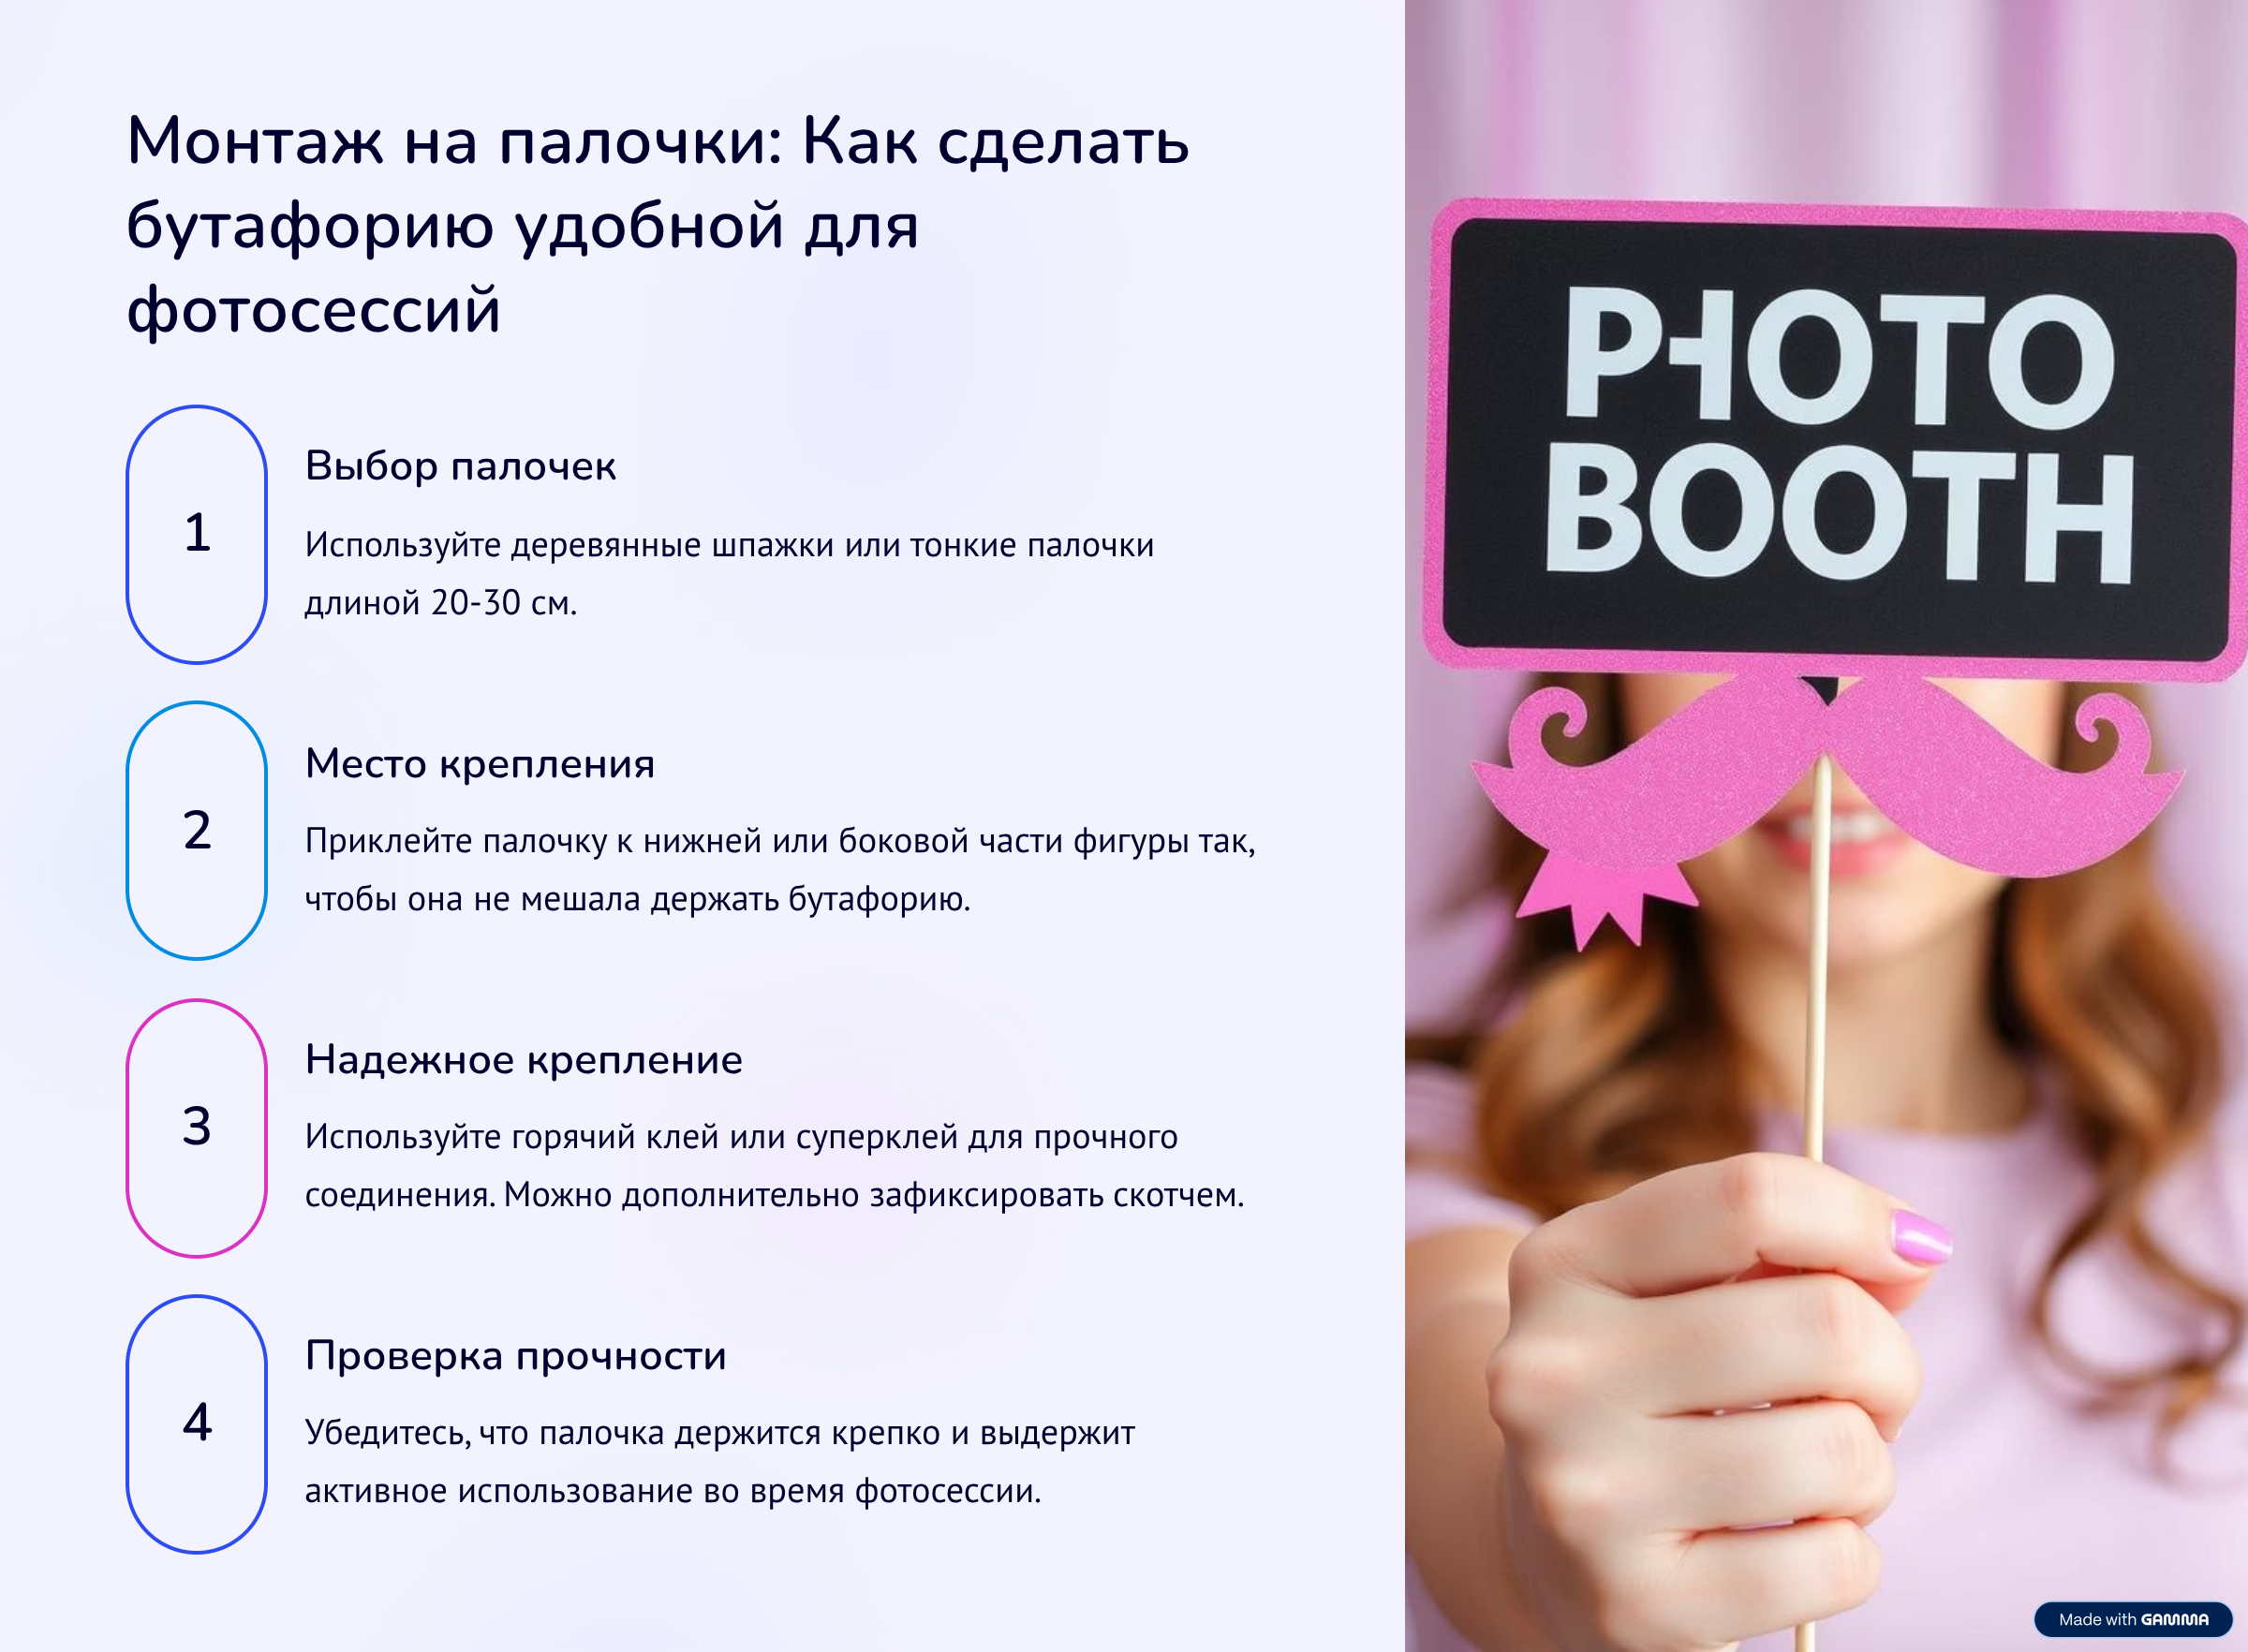 Монтаж на палочки: Как сделать
бутафорию удобной для
фотосессий
1
Выбор палочек
Используйте деревянные шпажки или тонкие палочки
длиной 20-30 см.
2
Место крепления
Приклейте палочку к нижней или боковой части фигуры так,
чтобы она не мешала держать бутафорию.
3
Надежное крепление
Используйте горячий клей или суперклей для прочного
соединения. Можно дополнительно зафиксировать скотчем.
4
Проверка прочности
Убедитесь, что палочка держится крепко и выдержит
активное использование во время фотосессии.
PHOTO
BOOTH
Made with GAMMA